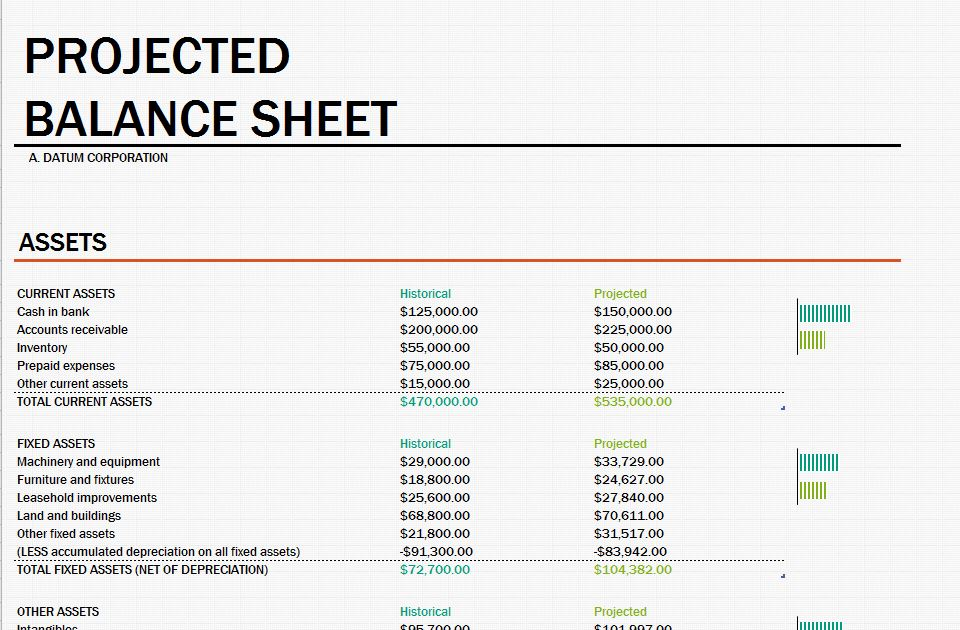 PROJECTED
BALANCE SHEET
A. DATUM CORPORATION
ASSETS
CURRENT ASSETS Historical Projected
Cash in bank $125,000.00 $150,000.00
Accounts receivable $200,000.00 $225,000.00
Inventory $55,000.00 $50,000.00
Prepaid expenses $75,000.00 $85,000.00
Other current assets $15,000.00 $25,000.00
TOTAL CURRENT ASSETS $470,000.00 $535,000.00
FIXED ASSETS Historical Projected
Machinery and equipment $29,000.00 $33,729.00
Furniture and fixtures $18,800.00 $24,627.00
Leasehold improvements $25,600.00 $27,840.00
Land and buildings $68,800.00 $70,611.00
Other fixed assets $21,800.00 $31,517.00
(LESS accumulated depreciation on all fixed assets) -$91,300.00 -$83,942.00
TOTAL FIXED ASSETS (NET OF DEPRECIATION) $72,700.00 $104,382.00
OTHER ASSETS Historical Projected
Intangibles $95,700.00 $101,997.00